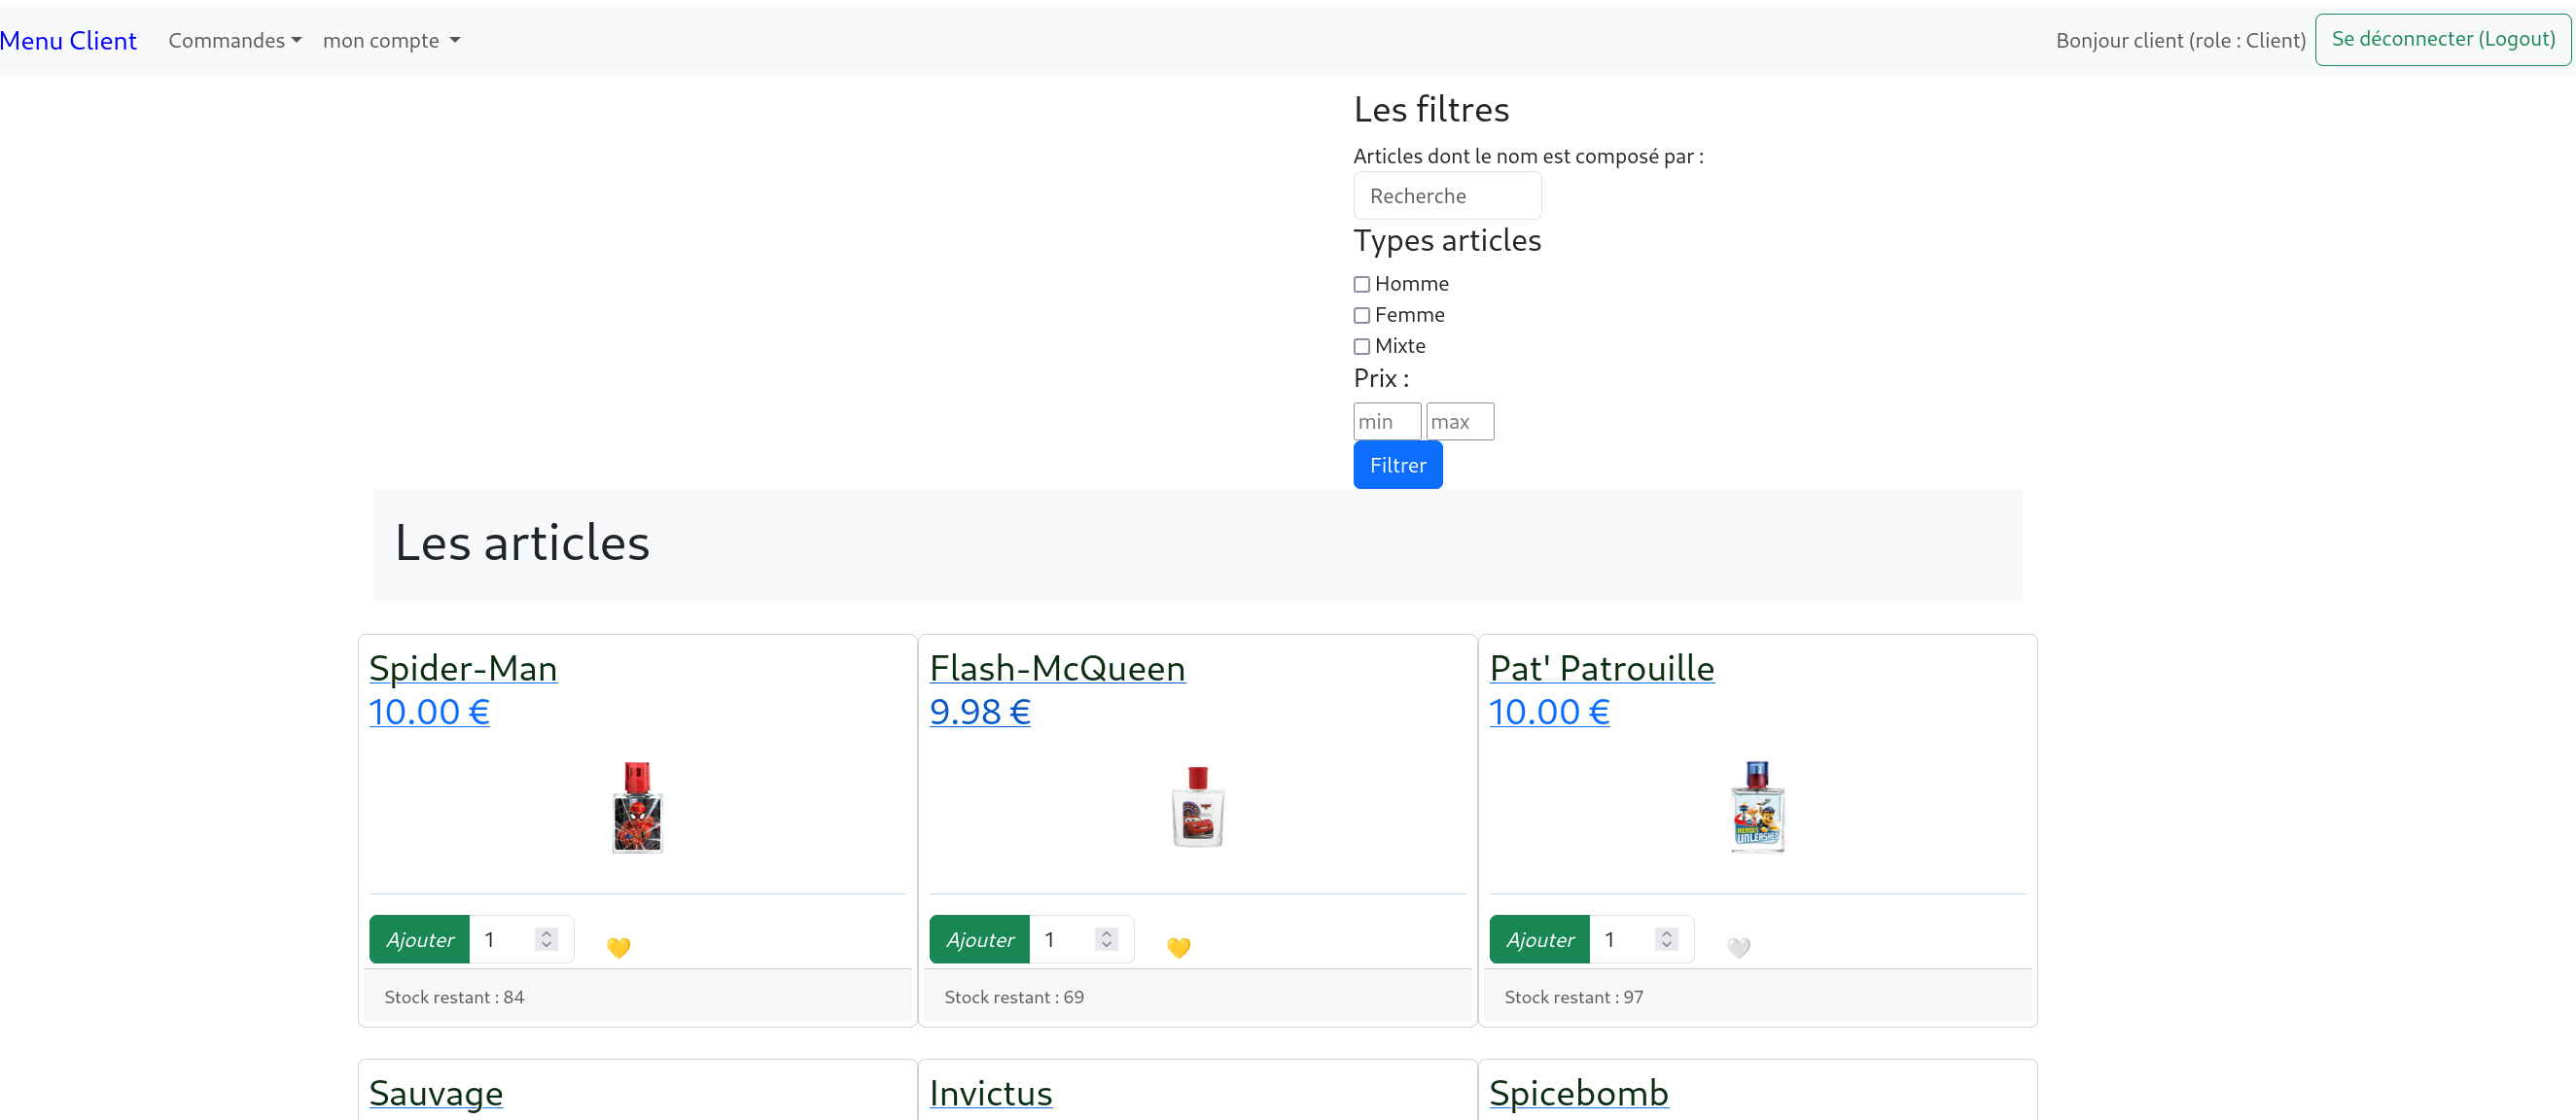 Menu Client Commandes mon compte Bonjour client (role : Client) Se déconnecter (Logout)
Les filtres
Articles dont le nom est composé par :
Recherche
Types articles
Homme
Femme
Mixte
Prix :
min max
Filtrer
Les articles
Spider-Man
10.00 €
Ajouter 1
Stock restant : 84
Flash-McQueen
9.98 €
Ajouter 1
Stock restant : 69
Pat' Patrouille
10.00 €
HEROES
UNLEASHED
Ajouter 1
Stock restant : 97
Sauvage
Invictus
Spicebomb